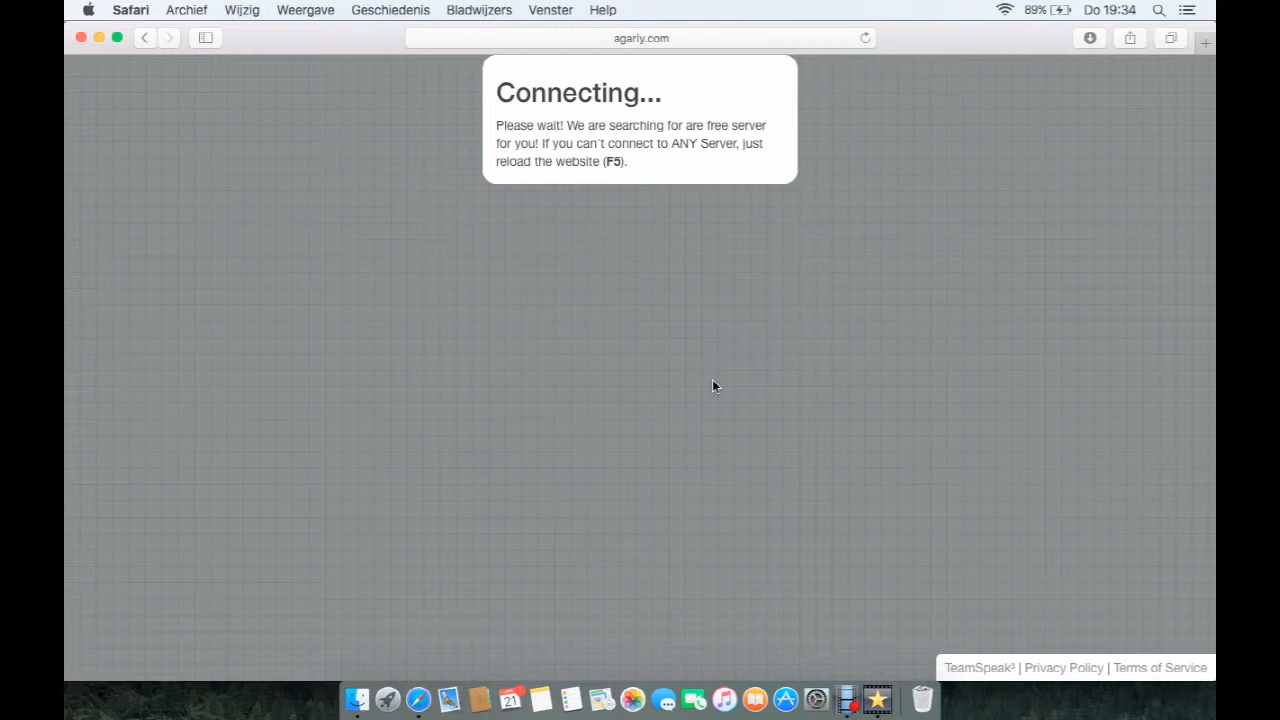 Safari Archief Wijzig Weergave Geschiedenis Bladwijzers Venster Help 89% Do 19:34
agarly.com
Connecting...
Please wait! We are searching for are free server
for you! If you can't connect to ANY Server, just
reload the website (F5).
TeamSpeak³ | Privacy Policy | Terms of Service
21